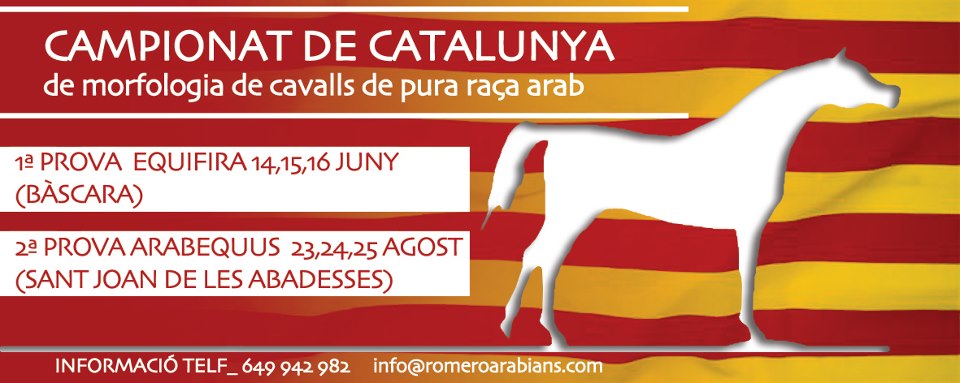 CAMPIONAT DE CATALUNYA
de morfologia de cavalls de pura raça arab
1ª PROVA EQUIFIRA 14,15,16 JUNY
(BÀSCARA)
2ª PROVA ARABEQUUS 23,24,25 AGOST
(SANT JOAN DE LES ABADESSES)
INFORMACIÓ TELF_ 649 942 982 info@romeroarabians.com